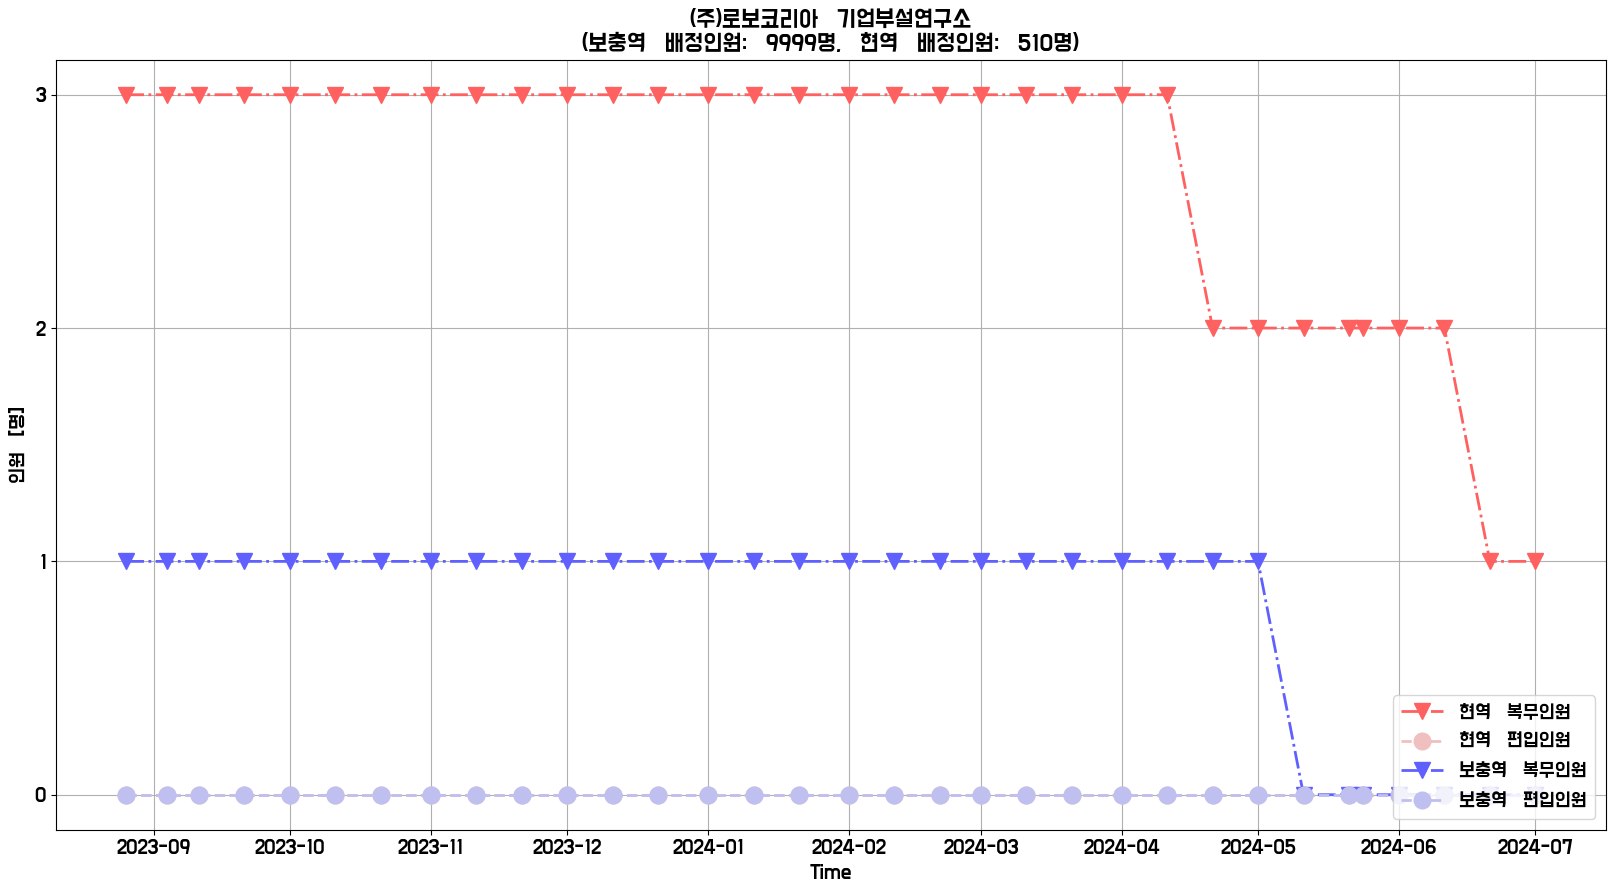 (주)로보코리아 기업부설연구소
(보충역 배정인원: 9999명, 현역 배정인원: 510명)
3
2
1
0
인원 [명]
2023-09 2023-10 2023-11 2023-12 2024-01 2024-02 2024-03 2024-04 2024-05 2024-06 2024-07
Time
현역 복무인원
현역 편입인원
보충역 복무인원
보충역 편입인원